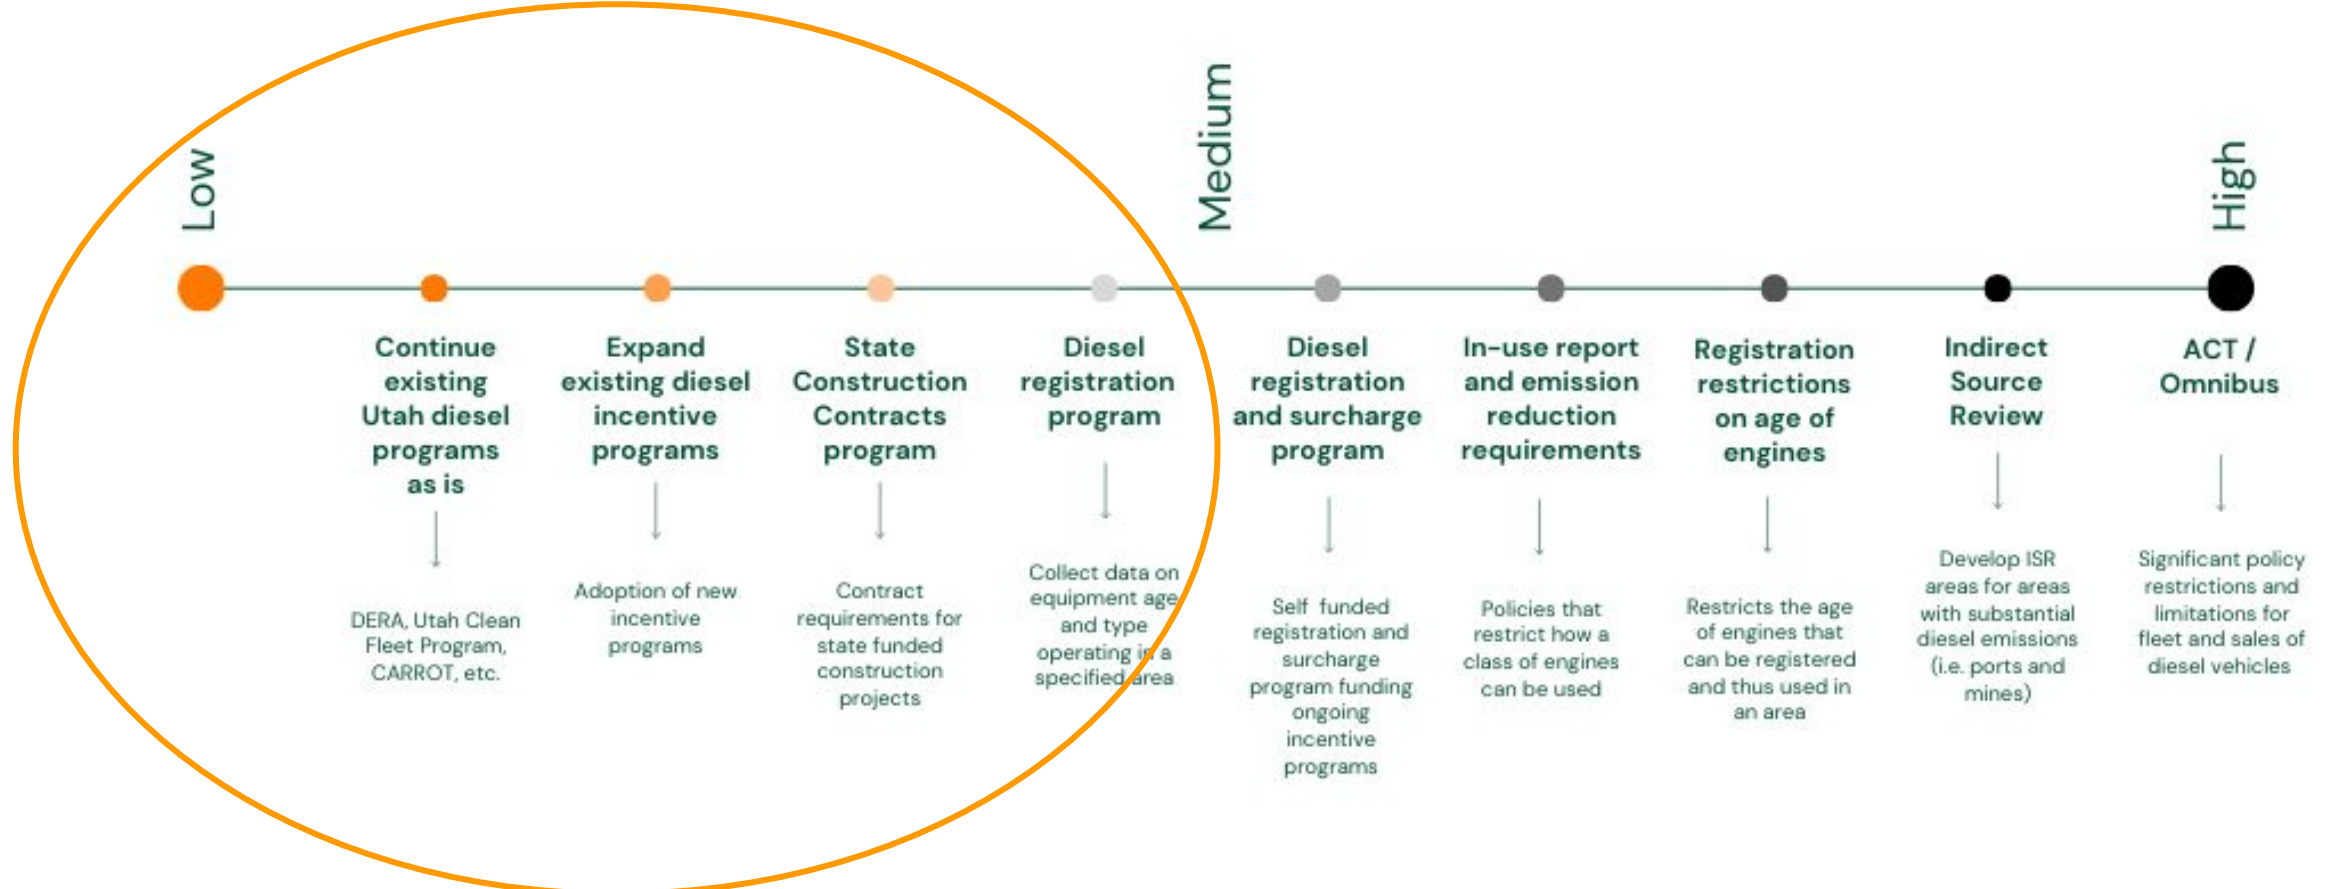 Low
Medium
High
Continue
existing
Utah diesel
programs
as is
DERA, Utah Clean
Fleet Program,
CARROT, etc.
Expand
existing diesel
incentive
programs
Adoption of new
incentive
programs
State
Construction
Contracts
program
Contract
requirements for
state funded
construction
projects
Diesel
registration
program
Collect data on
equipment age
and type
operating in a
specified area
Diesel
registration
and surcharge
program
Self funded
registration and
surcharge
program funding
ongoing
incentive
programs
In-use report
and emission
reduction
requirements
Policies that
restrict how a
class of engines
can be used
Registration
restrictions
on age of
engines
Restricts the age
of engines that
can be registered
and thus used in
an area
Indirect
Source
Review
Develop ISR
areas for areas
with substantial
diesel emissions
(i.e. ports and
mines)
ACT /
Omnibus
Significant policy
restrictions and
limitations for
fleet and sales of
diesel vehicles